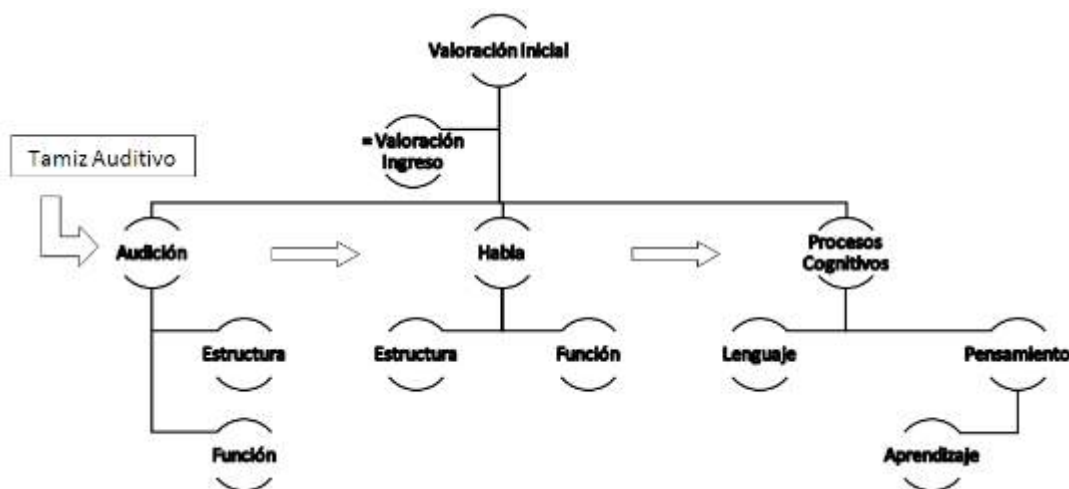 Valoración Inicial
= Valoración
Ingreso
Tamiz Auditivo
Audición
Habla
Procesos
Cognitivos
Estructura
Estructura
Función
Lenguaje
Pensamiento
Función
Aprendizaje